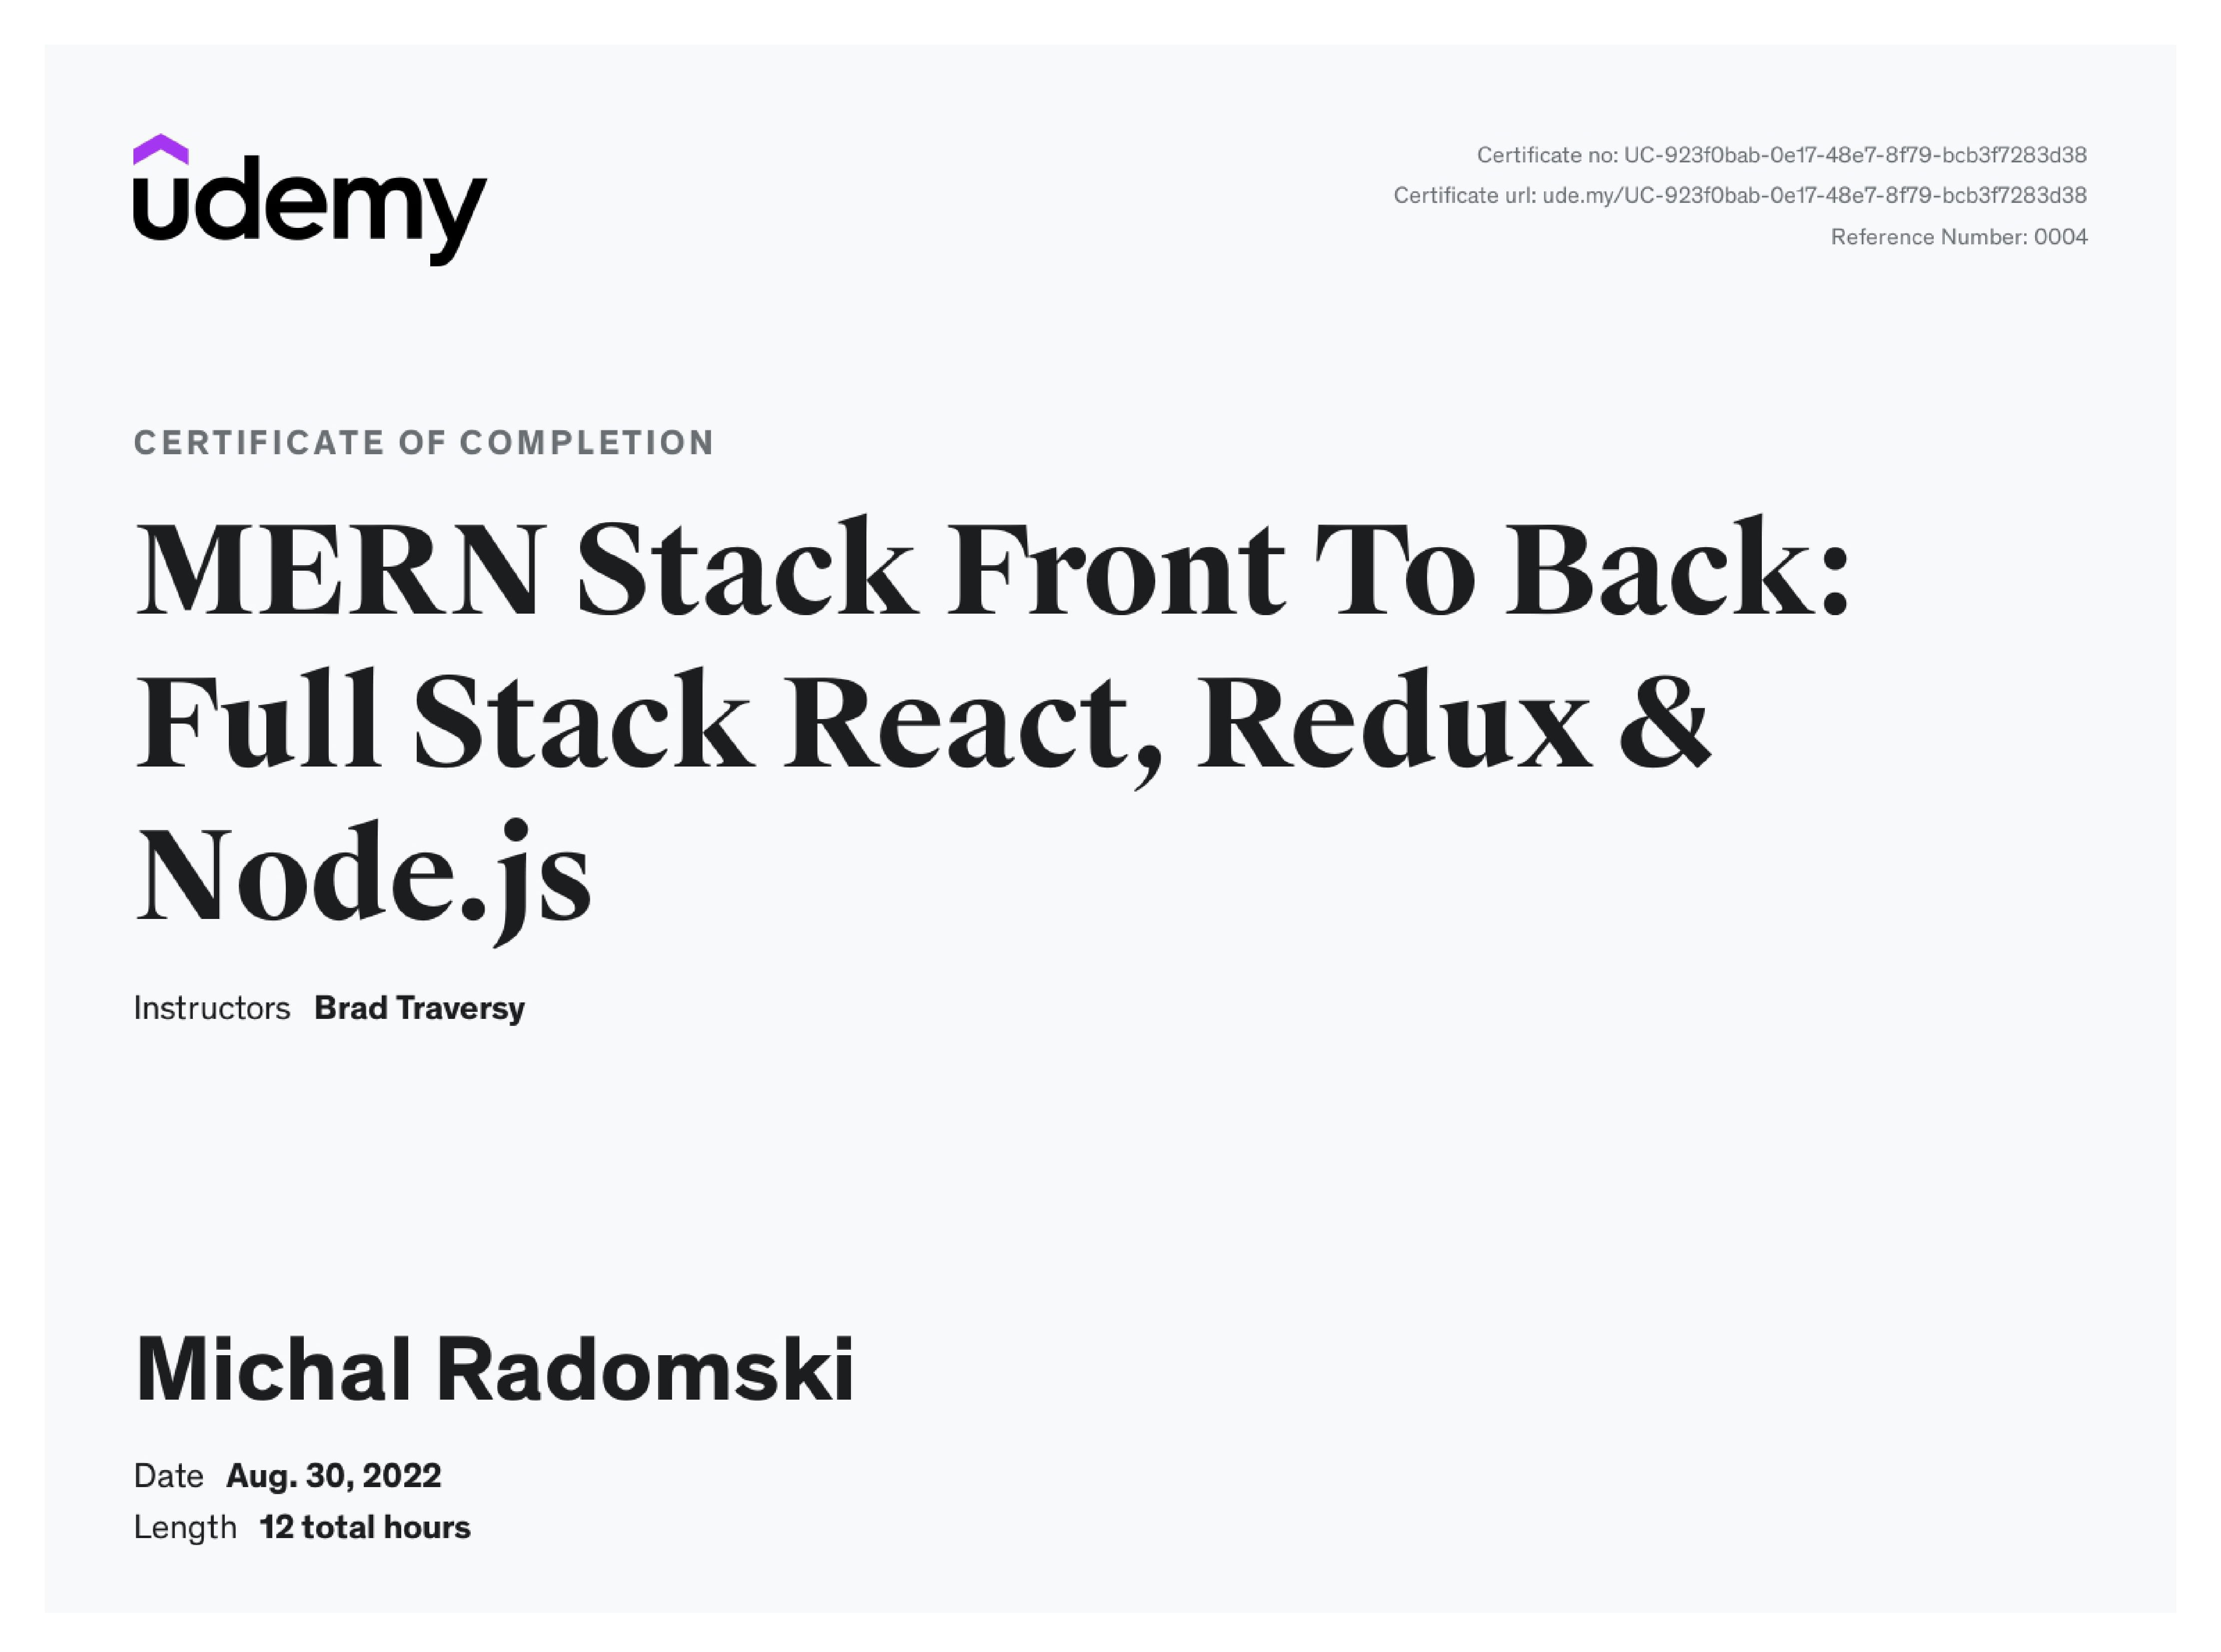 udemy
Certificate no: UC-923f0bab-0e17-48e7-8f79-bcb3f7283d38
Certificate url: ude.my/UC-923f0bab-0e17-48e7-8f79-bcb3f7283d38
Reference Number: 0004
CERTIFICATE OF COMPLETION
MERN Stack Front To Back:
Full Stack React, Redux &
Node.js
Instructors Brad Traversy
Michal Radomski
Date Aug. 30, 2022
Length 12 total hours